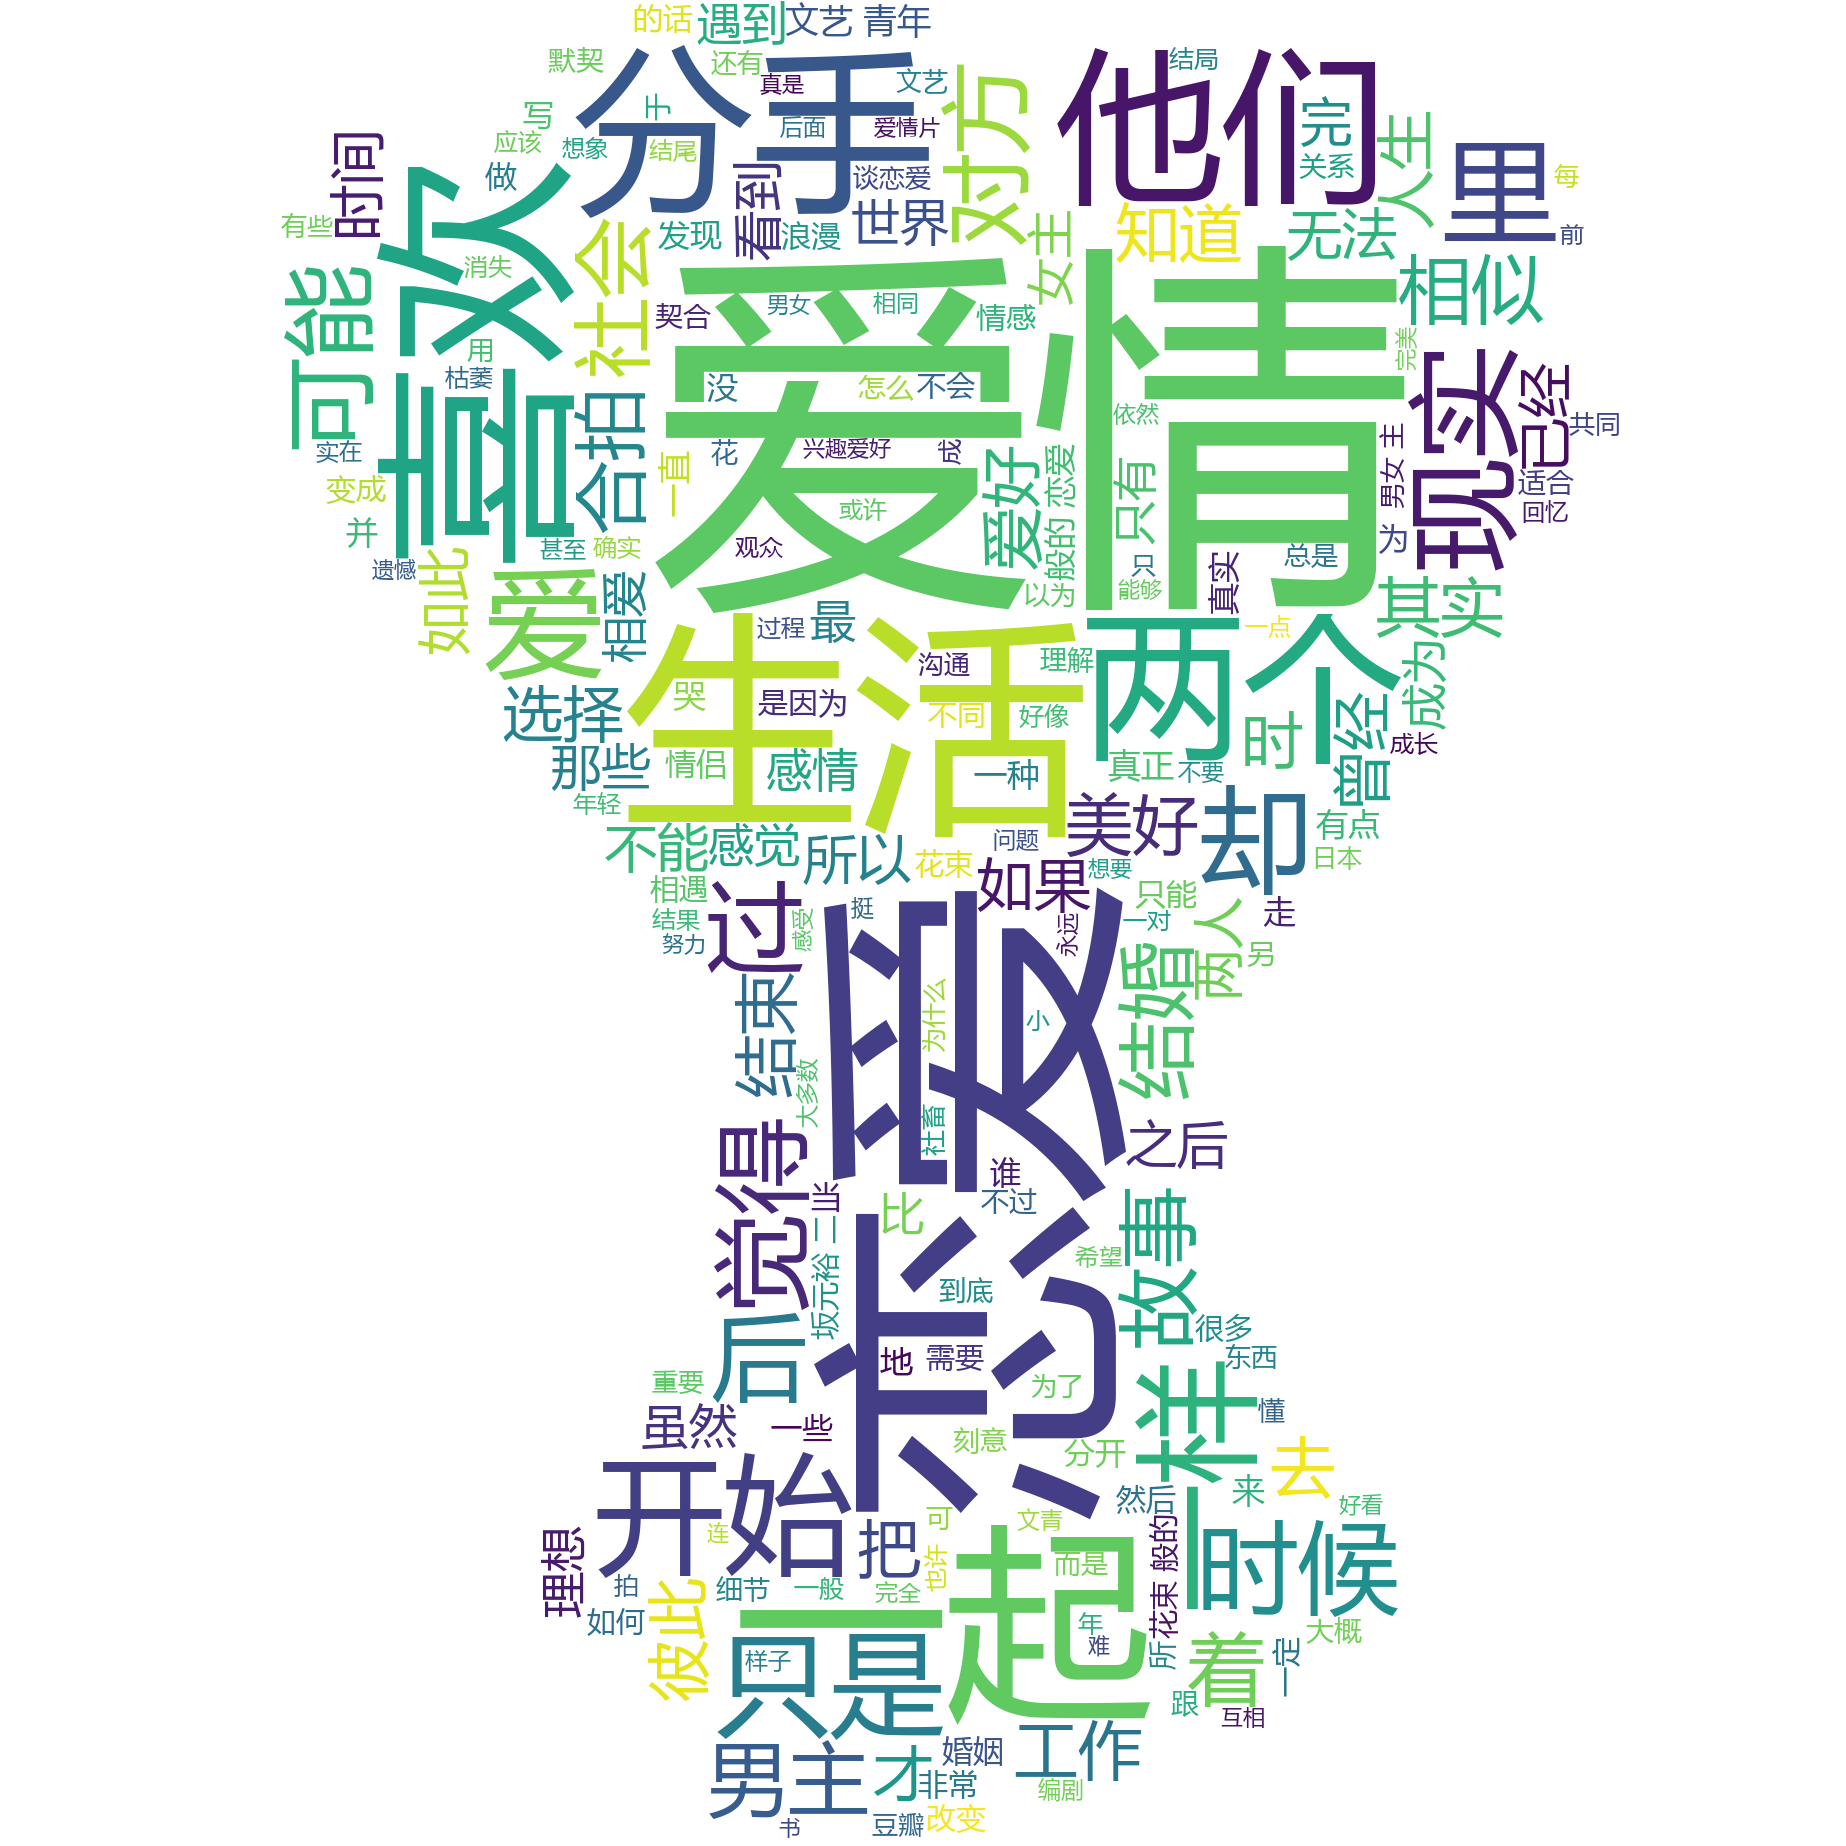 的话
遇到
文艺 青年
默契
还有
真是
文艺
结局
分手
他们
写
于
后面
爱情片
对方
完
人生
应该
想象
结尾
时间
做
看到
谈恋爱
关系
里
每
喜欢
有些
社会
发现
浪漫
世界
女主
知道
无法
前
消失
可能
相似
契合
男女
相同
情感
爱情
完美
用
枯萎
没
怎么
不会
现实
已经
依然
共同
合拍
花
兴趣爱好
成
爱好
恋爱
只有
男女 主
实在
一直
变成
适合
或许
回忆
并
般的
为
甚至
确实
观众
总是
遗憾
如此
只
真实
爱
相爱
以为
能够
其实
过程
最
一点
生活
两个
沟通
理解
成为
选择
哭
是因为
不同
好像
时
曾经
成长
那些
情侣
感情
一种
真正
不要
年轻
美好
却
不能
感觉
所以
问题
有点
花束
如果
想要
日本
相遇
过
挺
只能
走
结果
感受
永远
一对
两人
努力
另
结束
恋爱
结婚
为什么
小
大多数
社畜
之后
觉得
谁
当
不过
坂元裕 二
比
故事
希望
到底
后
很多
地
需要
东西
重要
为了
一样
懂
虽然
一些
刻意
分开
去
开始
然后
来
好看
可
文青
连
把
一起
时候
理想
也许
而是
花束 般的
拍
细节
一般
完全
如何
彼此
年
大概
只是
难
所
着
一定
样子
跟
互相
男主
才
婚姻
工作
非常
编剧
书
豆瓣
改变